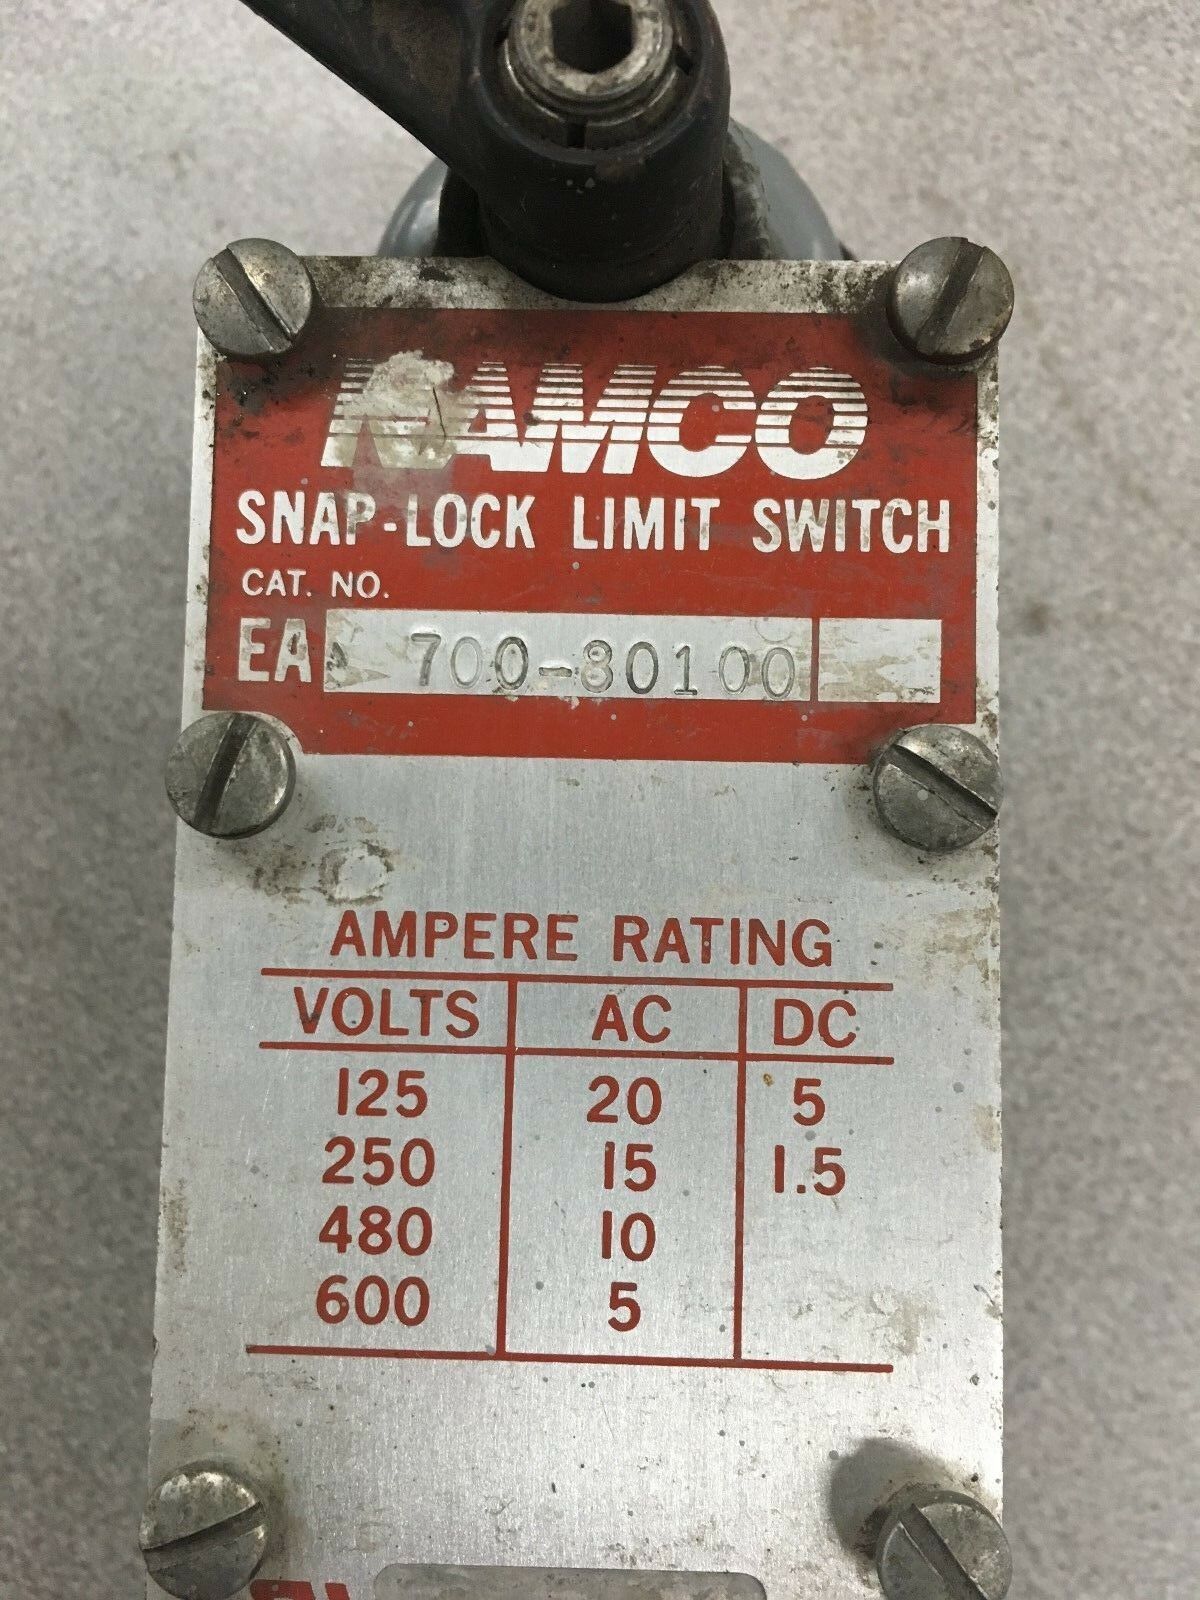 NAMCO
SNAP-LOCK LIMIT SWITCH
CAT. NO.
EA 700-80100
AMPERE RATING
VOLTS AC DC
125 20 5
250 15 1.5
480 10
600 5